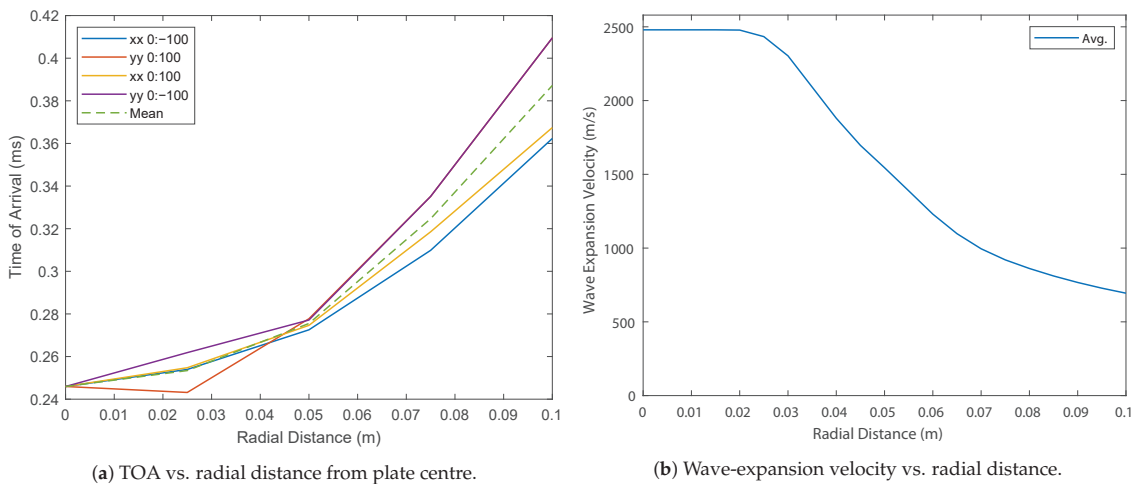 0.42
0.4
0.38
0.36
0.34
0.32
0.3
0.28
0.26
0.24
Time of Arrival (ms)
xx 0:−100
yy 0:100
xx 0:100
yy 0:−100
Mean
0 0.01 0.02 0.03 0.04 0.05 0.06 0.07 0.08 0.09 0.1
Radial Distance (m)
(a) TOA vs. radial distance from plate centre.
2500
2000
1500
1000
500
0
Wave Expansion Velocity (m/s)
Avg.
0 0.01 0.02 0.03 0.04 0.05 0.06 0.07 0.08 0.09 0.1
Radial Distance (m)
(b) Wave-expansion velocity vs. radial distance.